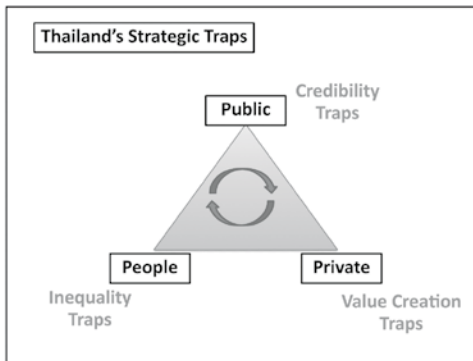 Thailand's Strategic Traps
Credibility
Traps
Public
People
Private
Inequality
Traps
Value Creation
Traps